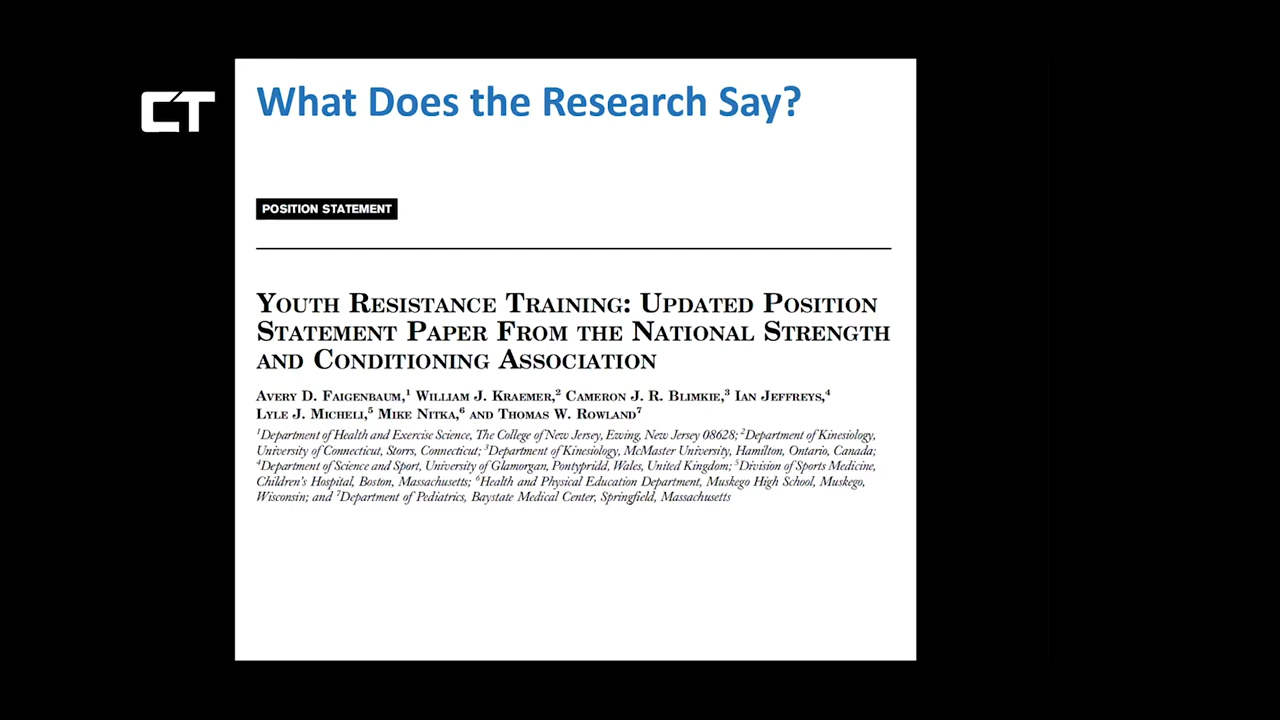 CT
What Does the Research Say?
POSITION STATEMENT
YOUTH RESISTANCE TRAINING: UPDATED POSITION
STATEMENT PAPER FROM THE NATIONAL STRENGTH
AND CONDITIONING ASSOCIATION
AVERY D. FAIGENBAUM,¹ WILLIAM J. KRAEMER,² CAMERON J. R. BLIMKIE,³ IAN JEFFREYS,⁴
LYLE J. MICHELI,⁵ MIKE NITKA,⁶ AND THOMAS W. ROWLAND⁷
¹Department of Health and Exercise Science, The College of New Jersey, Ewing, New Jersey 08628; ²Department of Kinesiology,
University of Connecticut, Storrs, Connecticut; ³Department of Kinesiology, McMaster University, Hamilton, Ontario, Canada;
⁴Department of Science and Sport, University of Glamorgan, Pontypridd, Wales, United Kingdom; ⁵Division of Sports Medicine,
Children's Hospital, Boston, Massachusetts; ⁶Health and Physical Education Department, Muskego High School, Muskego,
Wisconsin; and ⁷Department of Pediatrics, Baystate Medical Center, Springfield, Massachusetts